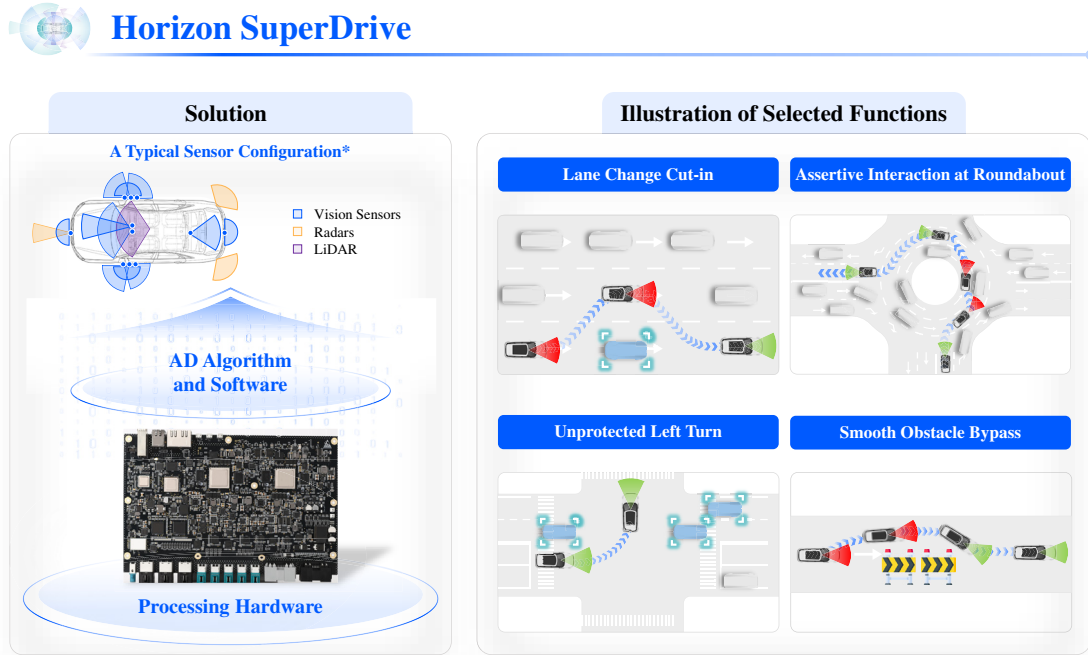 Horizon SuperDrive
Solution
A Typical Sensor Configuration*
Vision Sensors
Radars
LiDAR
AD Algorithm
and Software
Processing Hardware
Illustration of Selected Functions
Lane Change Cut-in
Assertive Interaction at Roundabout
Unprotected Left Turn
Smooth Obstacle Bypass